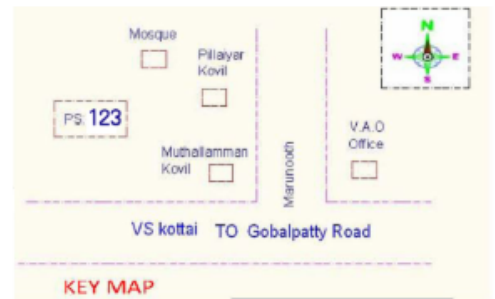 N
W E
S
Mosque
Pillaiyar
Kovil
PS: 123
Muthallamman
Kovil
Marunooth
V.A.O
Office
VS kottai TO Gobalpatty Road
KEY MAP